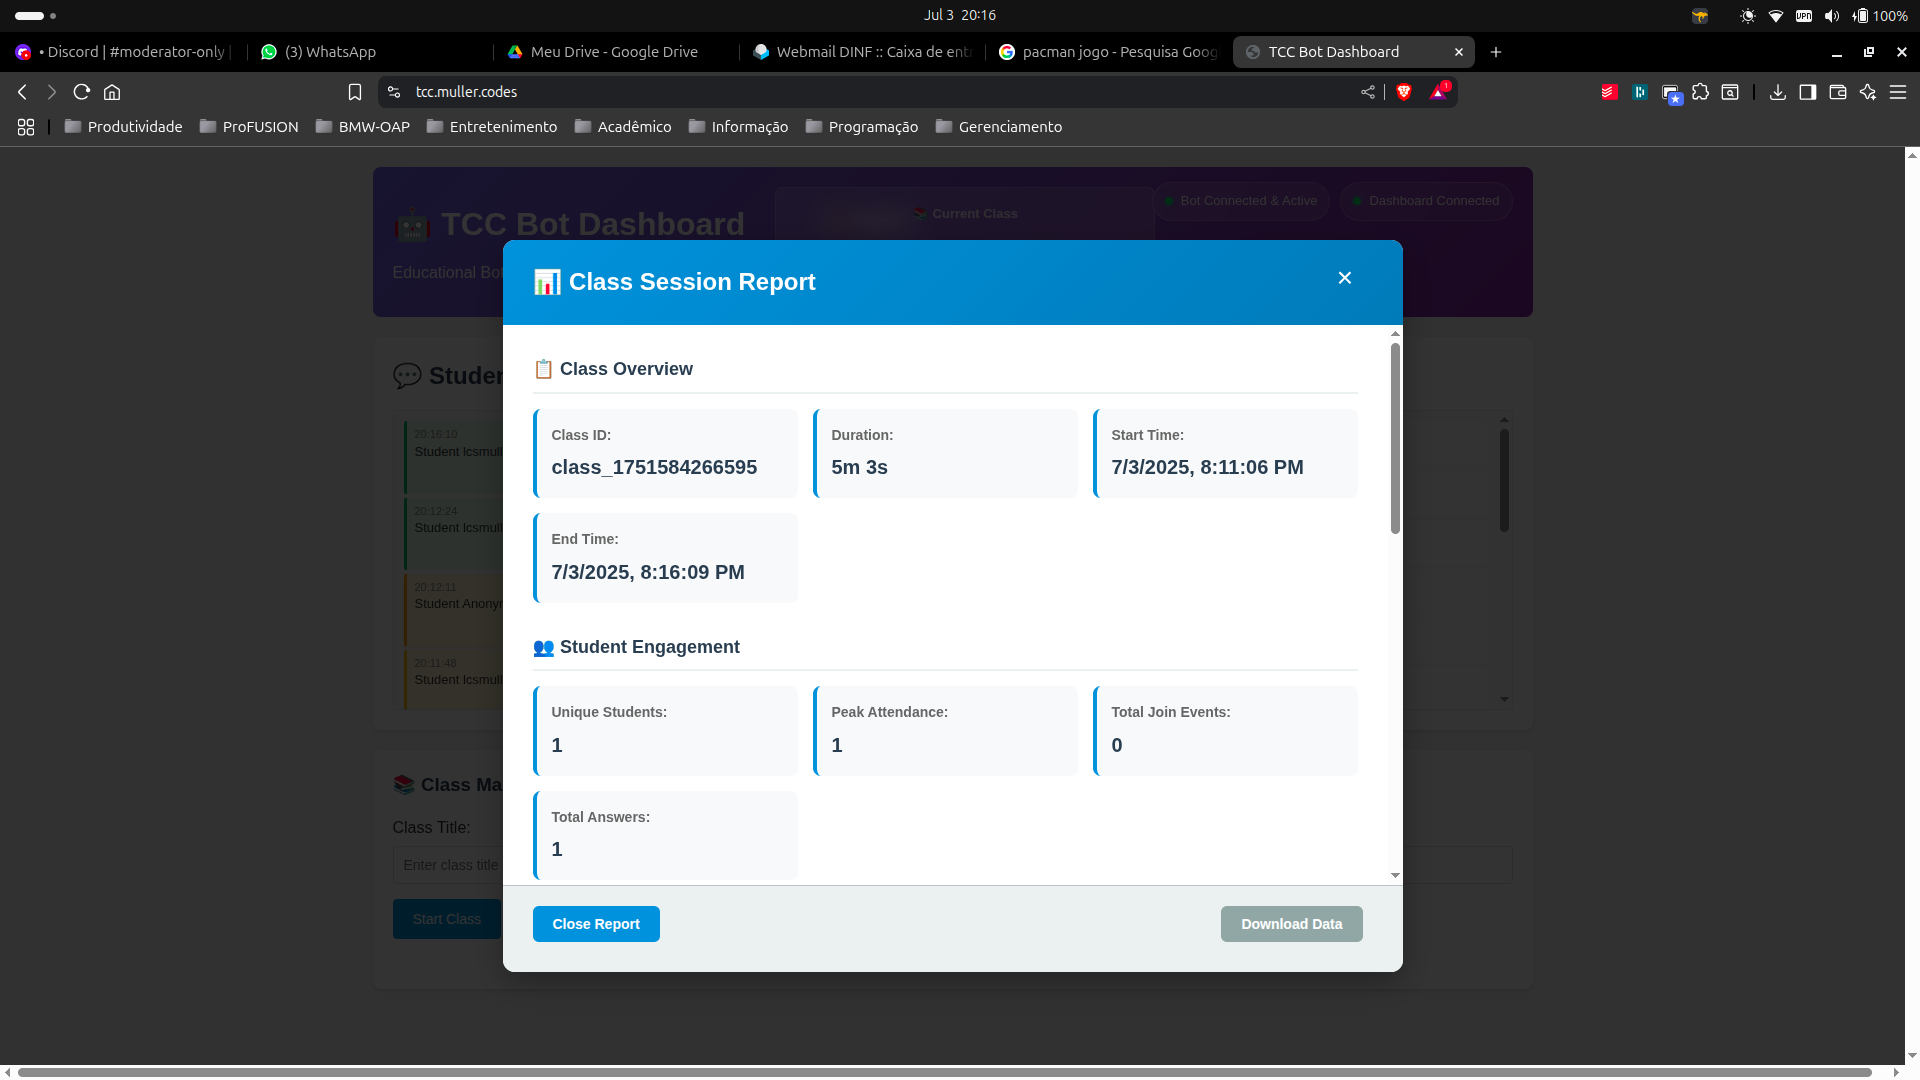 Jul 3 20:16
VPN
100%
• Discord | #moderator-only |
(3) WhatsApp
Meu Drive - Google Drive
Webmail DINF :: Caixa de ent
pacman jogo - Pesquisa Goog
TCC Bot Dashboard
tcc.muller.codes
1
Produtividade
ProFUSION
BMW-OAP
Entretenimento
Acadêmico
Informação
Programação
Gerenciamento
TCC Bot Dashboard
Current Class
Bot Connected & Active
Dashboard Connected
Educational Bot
Class Session Report
Class Overview
Class ID:
class_1751584266595
Duration:
5m 3s
Start Time:
7/3/2025, 8:11:06 PM
End Time:
7/3/2025, 8:16:09 PM
Student Engagement
Unique Students:
1
Peak Attendance:
1
Total Join Events:
0
Total Answers:
1
Close Report
Download Data
20:16:10
Student lcsmull
20:12:24
Student lcsmull
20:12:11
Student Anonyr
20:11:48
Student lcsmull
Class Ma
Class Title:
Enter class title
Start Class